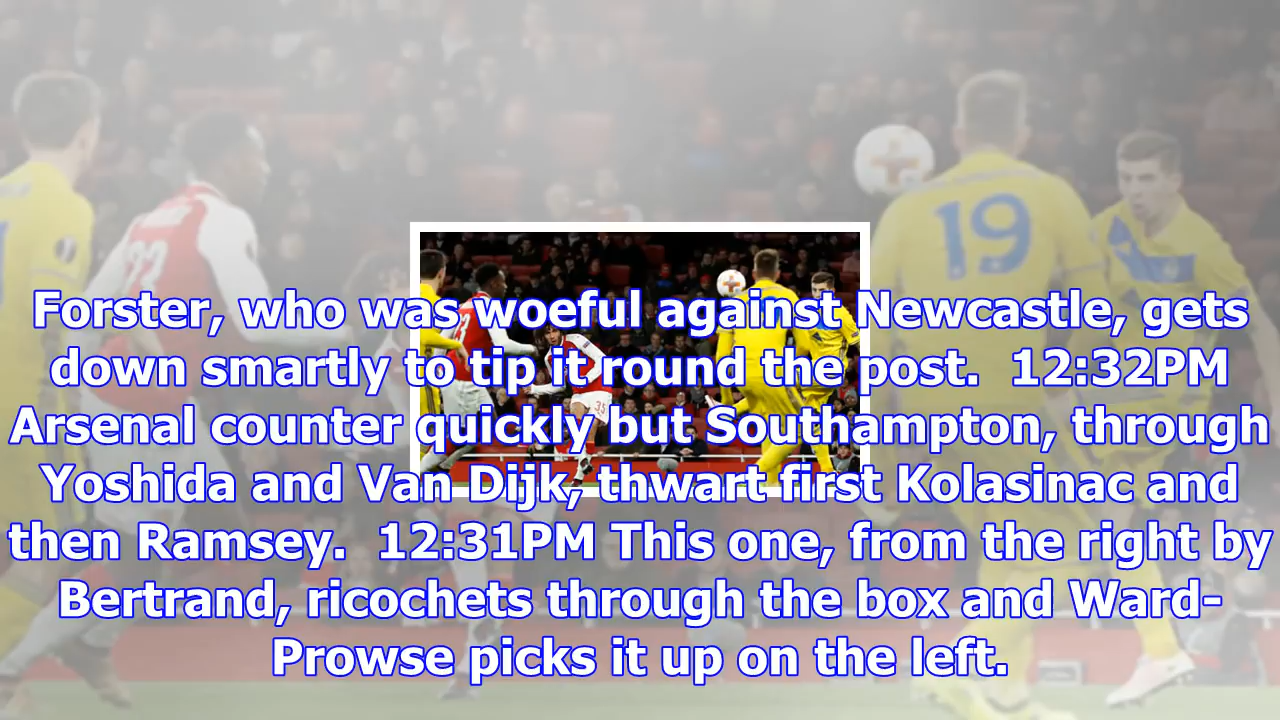 Forster, who was woeful against Newcastle, gets
down smartly to tip it round the post.  12:32PM
Arsenal counter quickly but Southampton, through
Yoshida and Van Dijk, thwart first Kolasinac and
then Ramsey.  12:31PM This one, from the right by
Bertrand, ricochets through the box and Ward-
Prowse picks it up on the left.
19
35